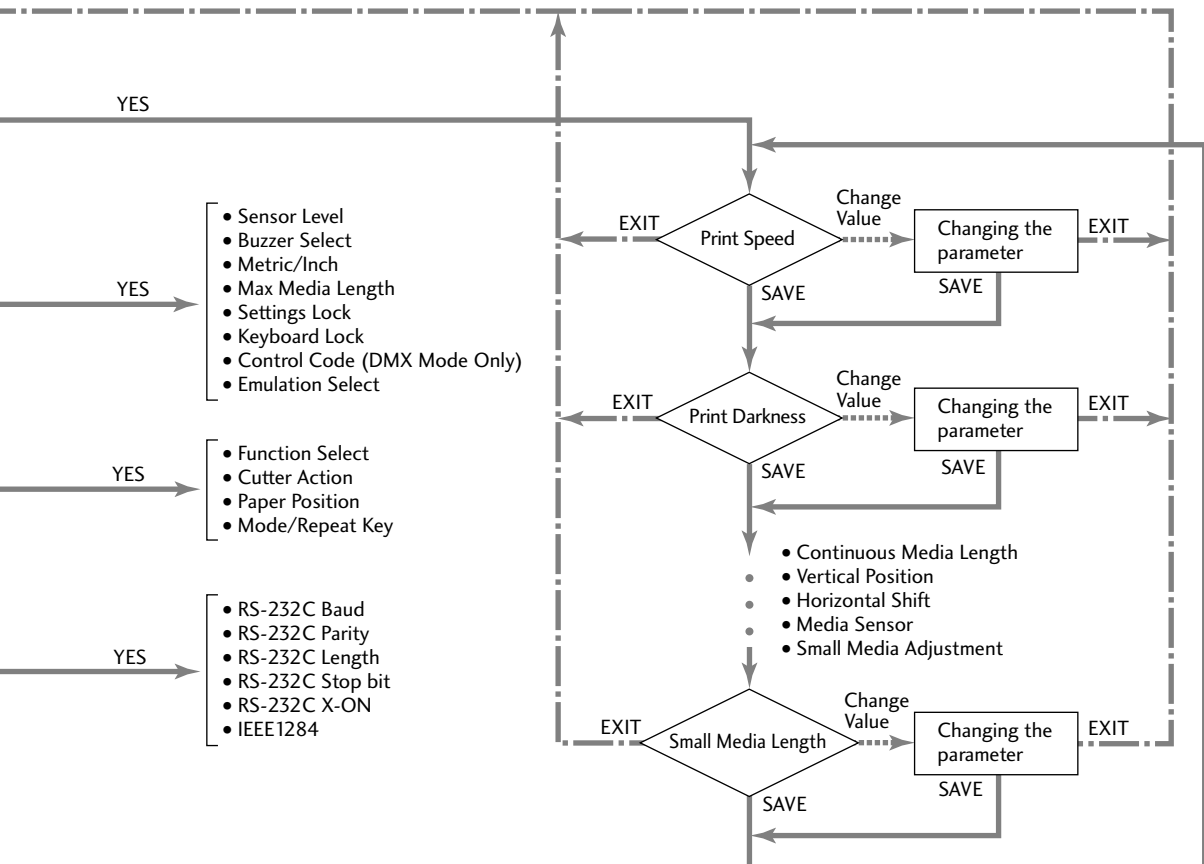 YES
YES
• Sensor Level
• Buzzer Select
• Metric/Inch
• Max Media Length
• Settings Lock
• Keyboard Lock
• Control Code (DMX Mode Only)
• Emulation Select
YES
• Function Select
• Cutter Action
• Paper Position
• Mode/Repeat Key
YES
• RS-232C Baud
• RS-232C Parity
• RS-232C Length
• RS-232C Stop bit
• RS-232C X-ON
• IEEE1284
EXIT
Print Speed
Change
Value
Changing the
parameter
EXIT
SAVE
SAVE
EXIT
Print Darkness
Change
Value
Changing the
parameter
EXIT
SAVE
SAVE
• Continuous Media Length
• Vertical Position
• Horizontal Shift
• Media Sensor
• Small Media Adjustment
EXIT
Small Media Length
Change
Value
Changing the
parameter
EXIT
SAVE
SAVE